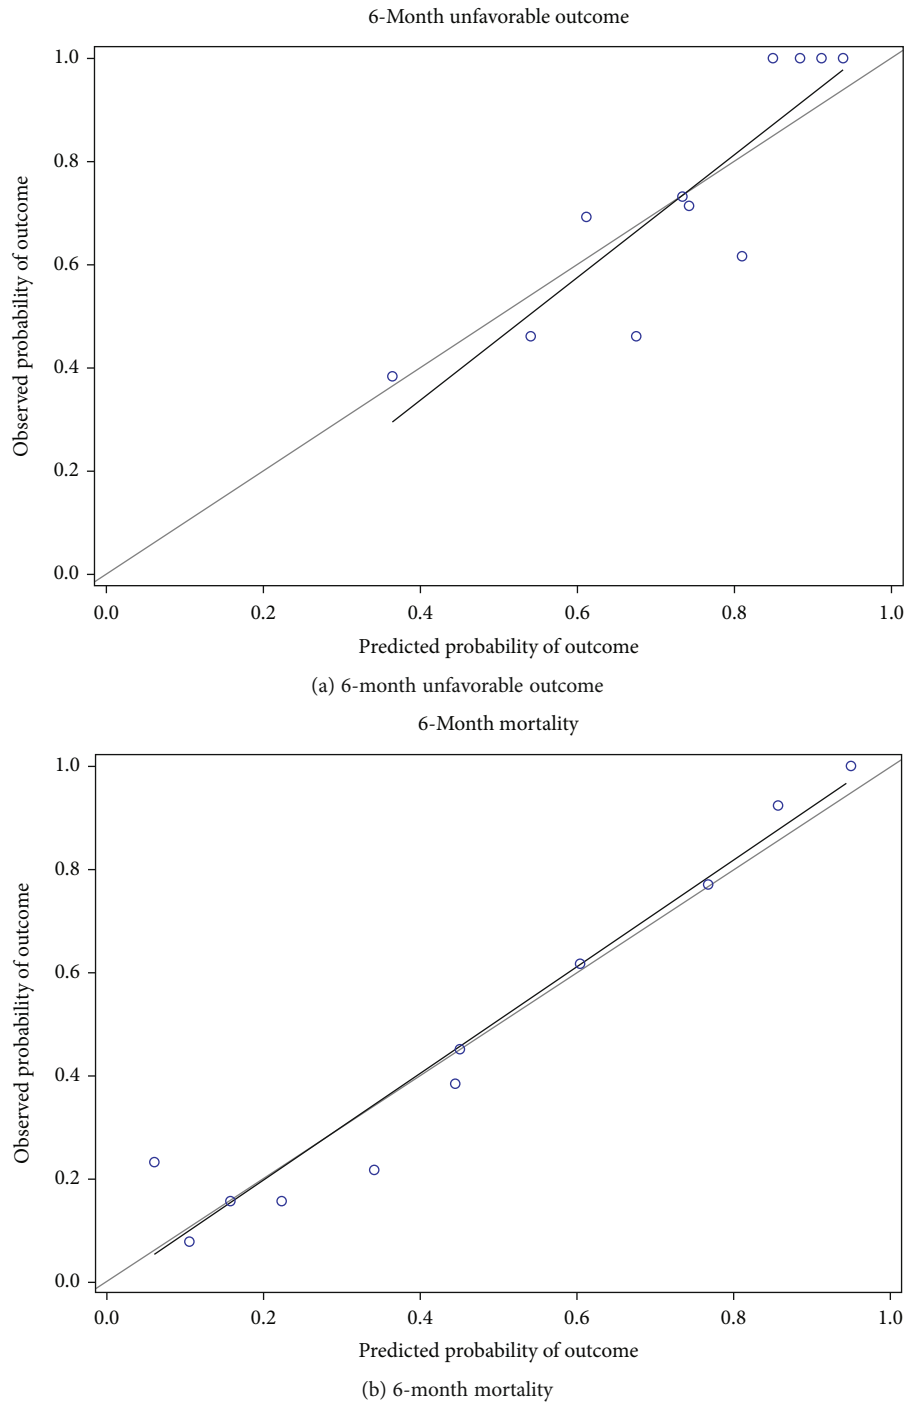 6-Month unfavorable outcome
1.0
0.8
0.6
0.4
0.2
0.0
Observed probability of outcome
0.0 0.2 0.4 0.6 0.8 1.0
Predicted probability of outcome
(a) 6-month unfavorable outcome
6-Month mortality
1.0
0.8
0.6
0.4
0.2
0.0
Observed probability of outcome
0.0 0.2 0.4 0.6 0.8 1.0
Predicted probability of outcome
(b) 6-month mortality